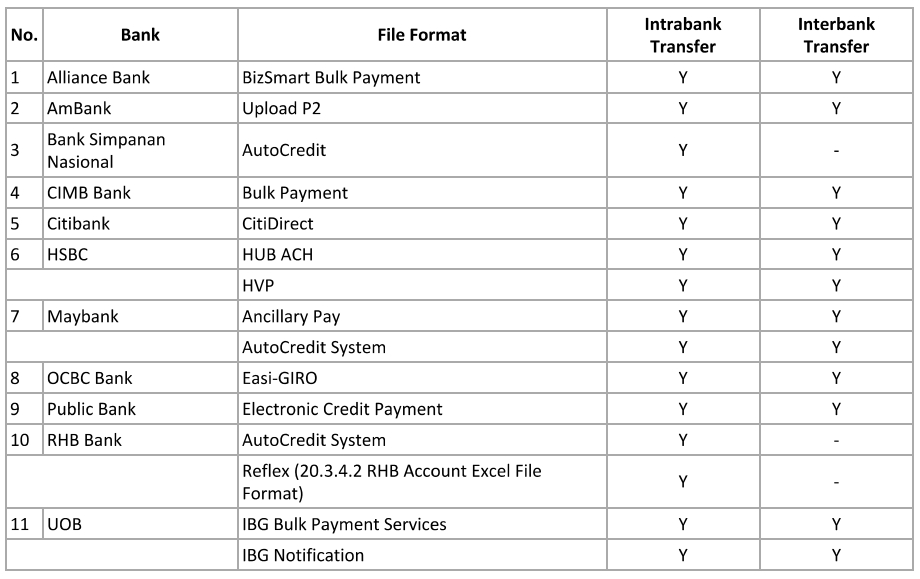 No. Bank File Format Intrabank Transfer Interbank Transfer
1 Alliance Bank BizSmart Bulk Payment Y Y
2 AmBank Upload P2 Y Y
3 Bank Simpanan Nasional AutoCredit Y -
4 CIMB Bank Bulk Payment Y Y
5 Citibank CitiDirect Y Y
6 HSBC HUB ACH Y Y
HVP Y Y
7 Maybank Ancillary Pay Y Y
AutoCredit System Y Y
8 OCBC Bank Easi-GIRO Y Y
9 Public Bank Electronic Credit Payment Y Y
10 RHB Bank AutoCredit System Y -
Reflex (20.3.4.2 RHB Account Excel File Format) Y -
11 UOB IBG Bulk Payment Services Y Y
IBG Notification Y Y